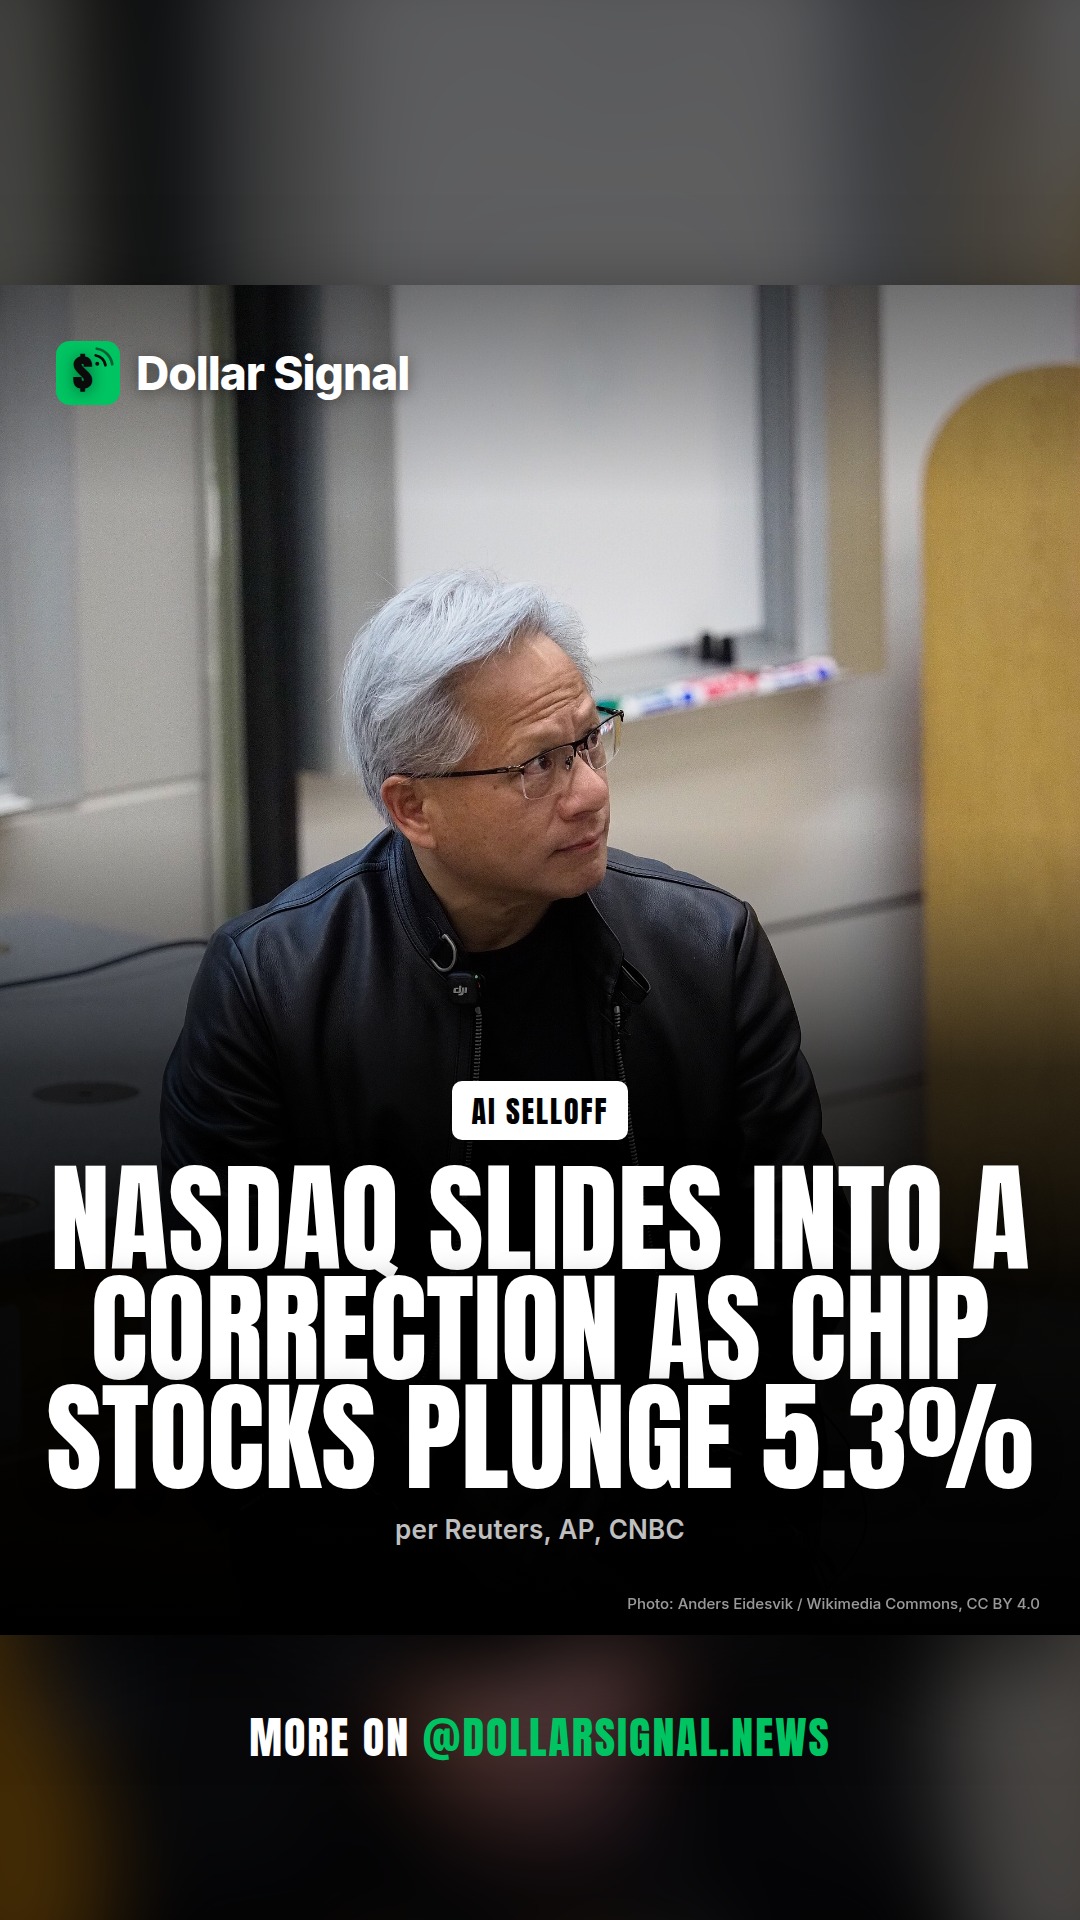 $ Dollar Signal
dji
AI SELLOFF
NASDAQ SLIDES INTO A
CORRECTION AS CHIP
STOCKS PLUNGE 5.3%
per Reuters, AP, CNBC
Photo: Anders Eidesvik / Wikimedia Commons, CC BY 4.0
MORE ON @DOLLARSIGNAL.NEWS